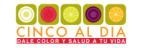 CINCO AL DIA
DALE COLOR Y SALUD A TU VIDA